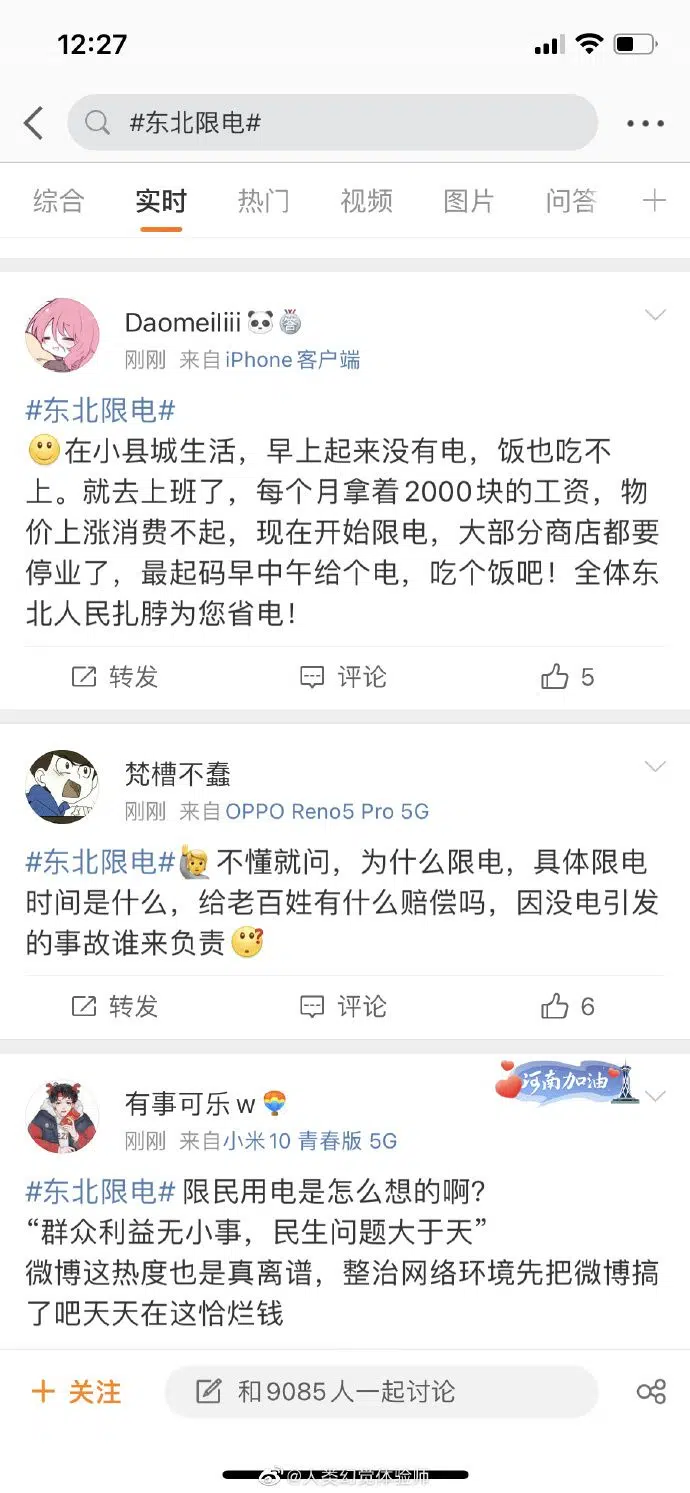 12:27
#东北限电#
综合 实时 热门 视频 图片 问答
Daomeiliii
刚刚 来自iPhone客户端
#东北限电#
在小县城生活，早上起来没有电，饭也吃不
上。就去上班了，每个月拿着2000块的工资，物
价上涨消费不起，现在开始限电，大部分商店都要
停业了，最起码早中午给个电，吃个饭吧！全体东
北人民扎脖为您省电！
转发 评论 5
梵槽不蠢
刚刚 来自OPPO Reno5 Pro 5G
#东北限电# 不懂就问，为什么限电，具体限电
时间是什么，给老百姓有什么赔偿吗，因没电引发
的事故谁来负责
转发 评论 6
河南加油
有事可乐w
刚刚 来自小米10 青春版 5G
#东北限电# 限民用电是怎么想的啊?
“群众利益无小事，民生问题大于天”
微博这热度也是真离谱，整治网络环境先把微博搞
了吧天天在这恰烂钱
+ 关注 和9085人一起讨论
@人类幻觉体验师